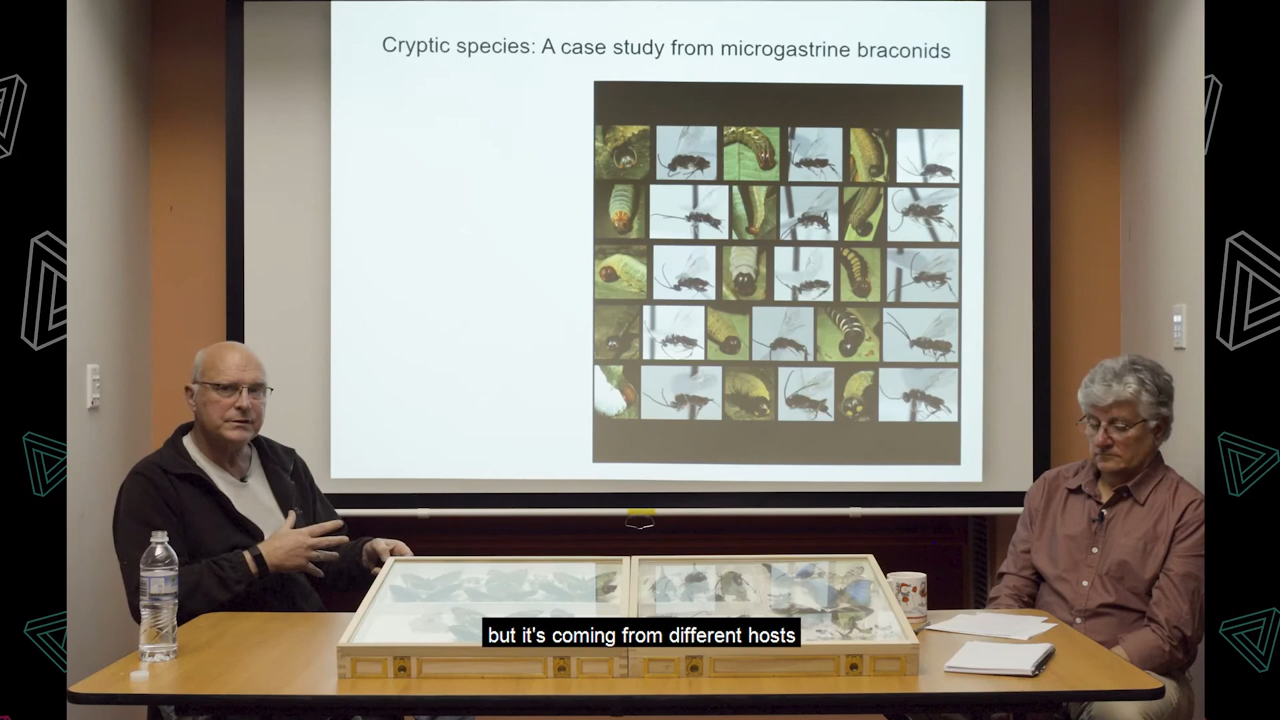 Cryptic species: A case study from microgastrine braconids
but it's coming from different hosts